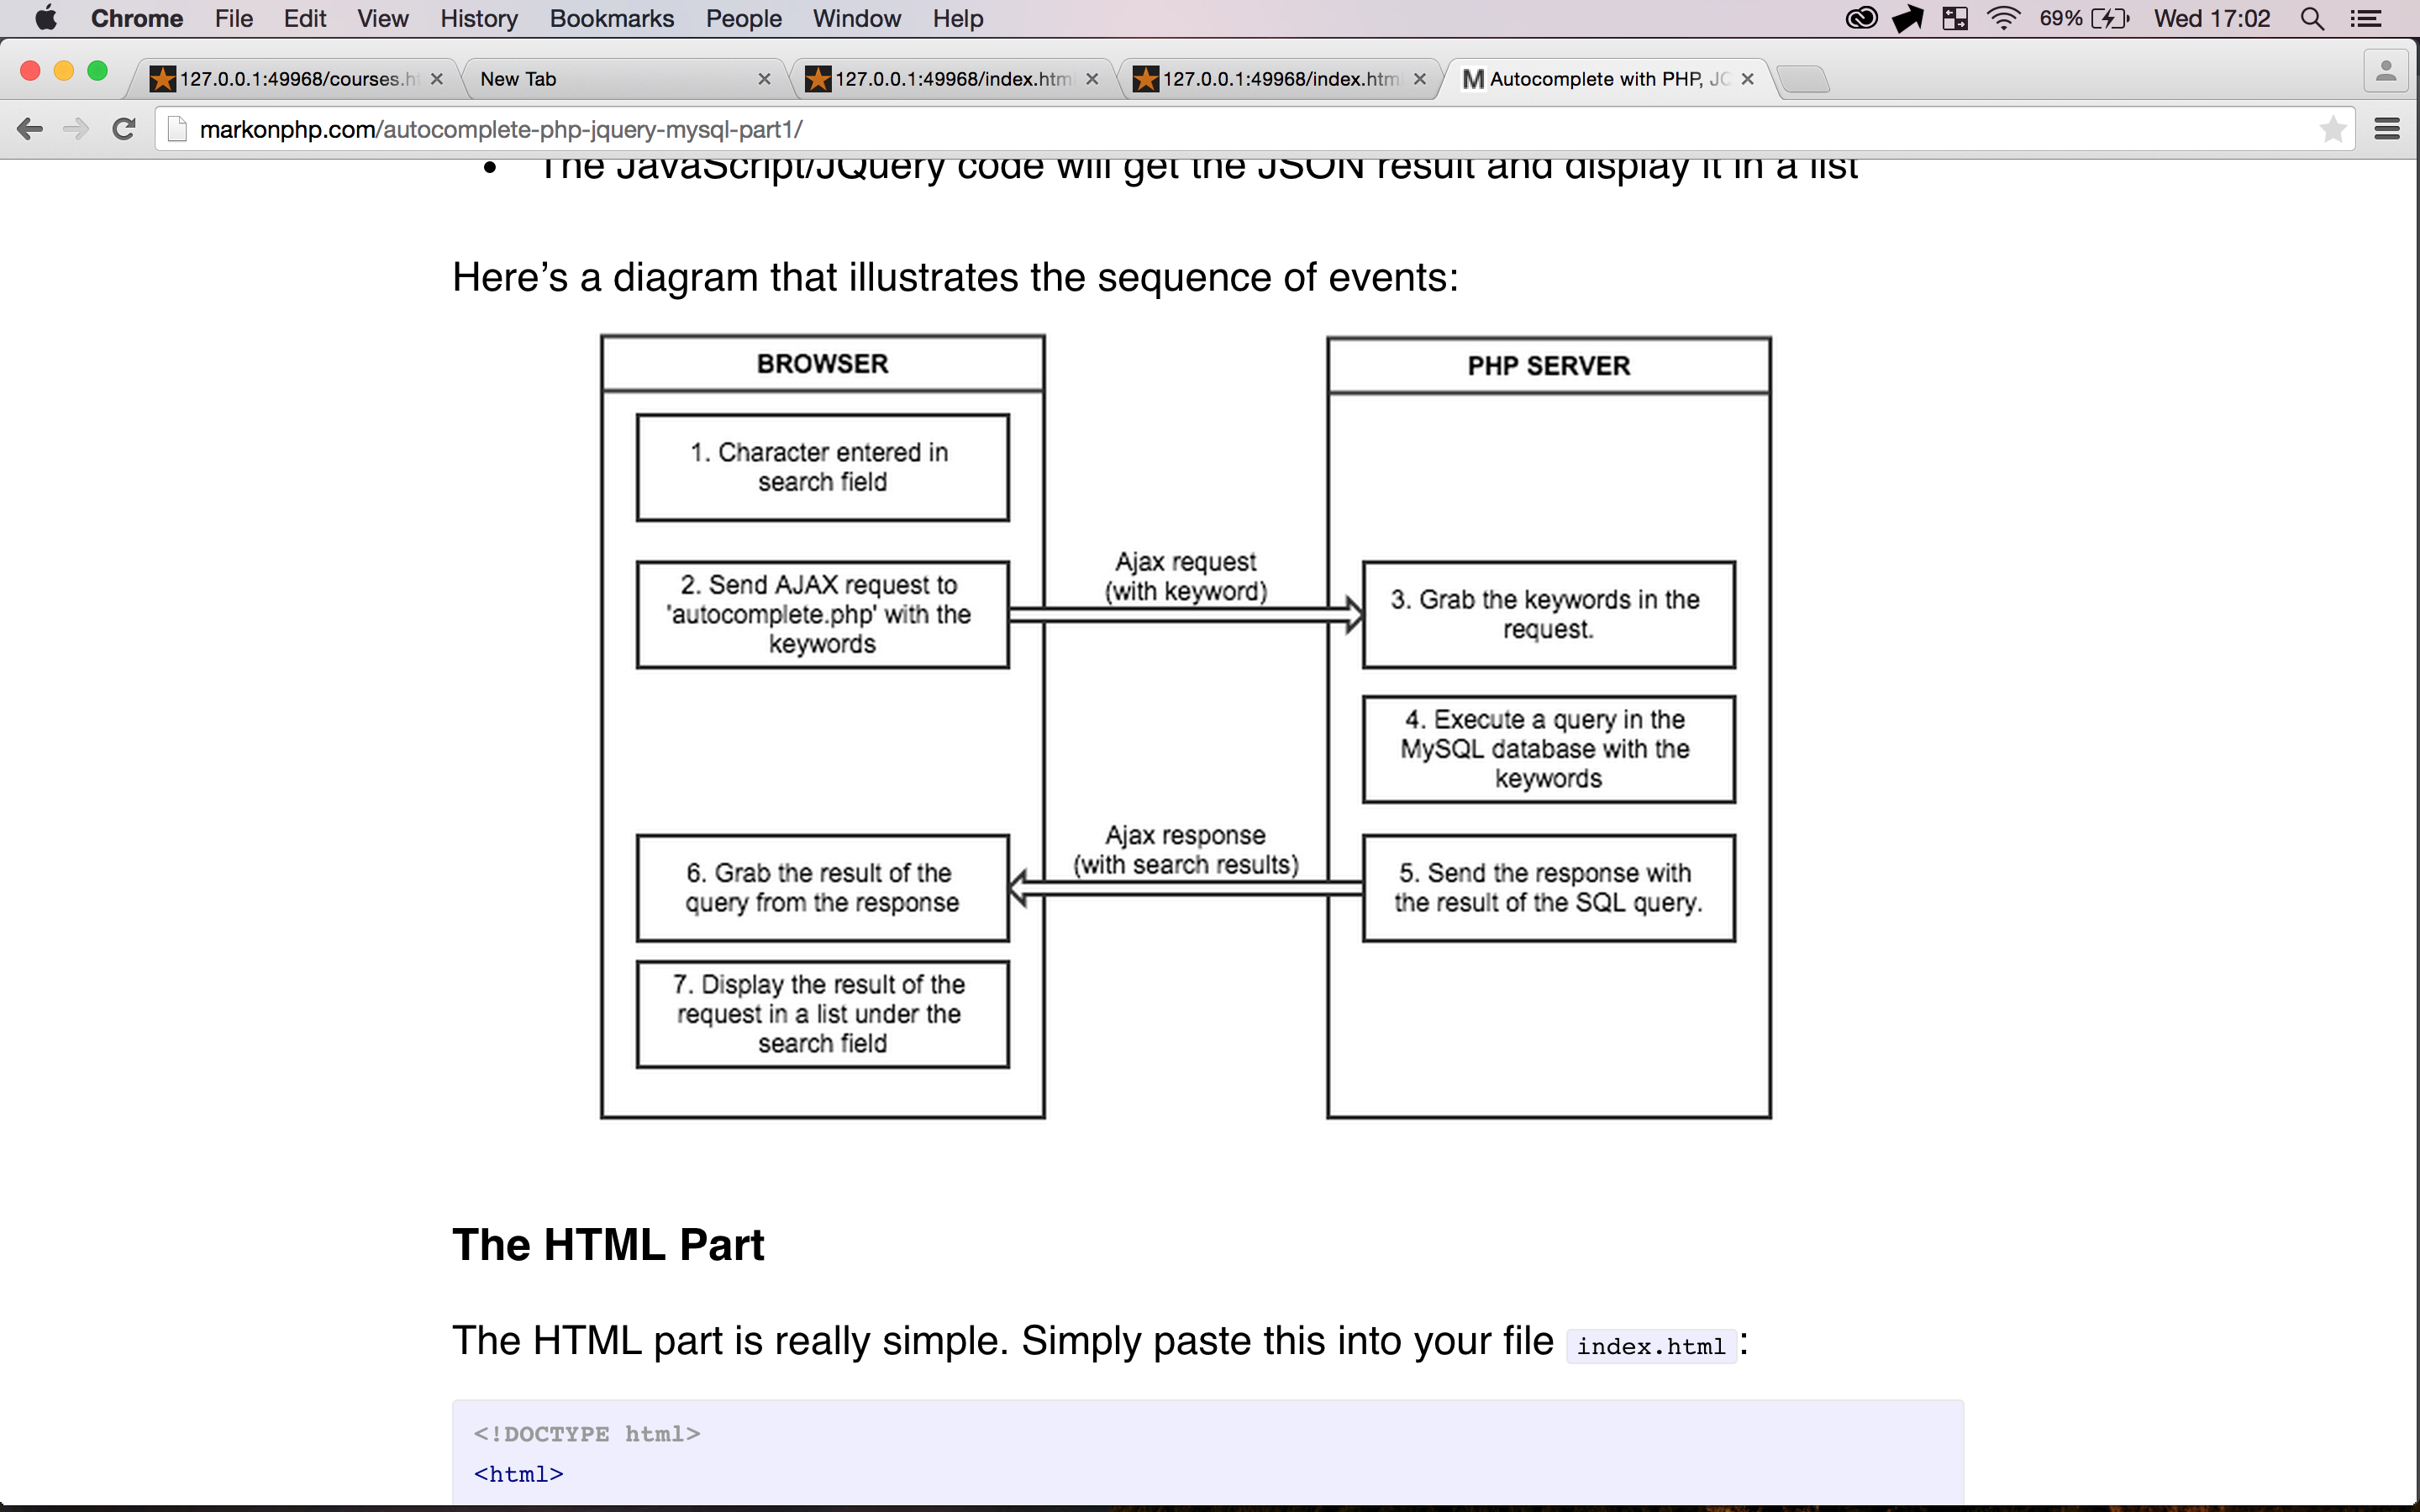 Chrome File Edit View History Bookmarks People Window Help 69% Wed 17:02
127.0.0.1:49968/courses.h New Tab 127.0.0.1:49968/index.htm 127.0.0.1:49968/index.htm M Autocomplete with PHP, JQ
markonphp.com/autocomplete-php-jquery-mysql-part1/
• The JavaScript/JQuery code will get the JSON result and display it in a list
Here’s a diagram that illustrates the sequence of events:
BROWSER
1. Character entered in
search field
2. Send AJAX request to
'autocomplete.php' with the
keywords
Ajax request
(with keyword)
PHP SERVER
3. Grab the keywords in the
request.
4. Execute a query in the
MySQL database with the
keywords
5. Send the response with
the result of the SQL query.
Ajax response
(with search results)
6. Grab the result of the
query from the response
7. Display the result of the
request in a list under the
search field
The HTML Part
The HTML part is really simple. Simply paste this into your file index.html:
<!DOCTYPE html>
<html>